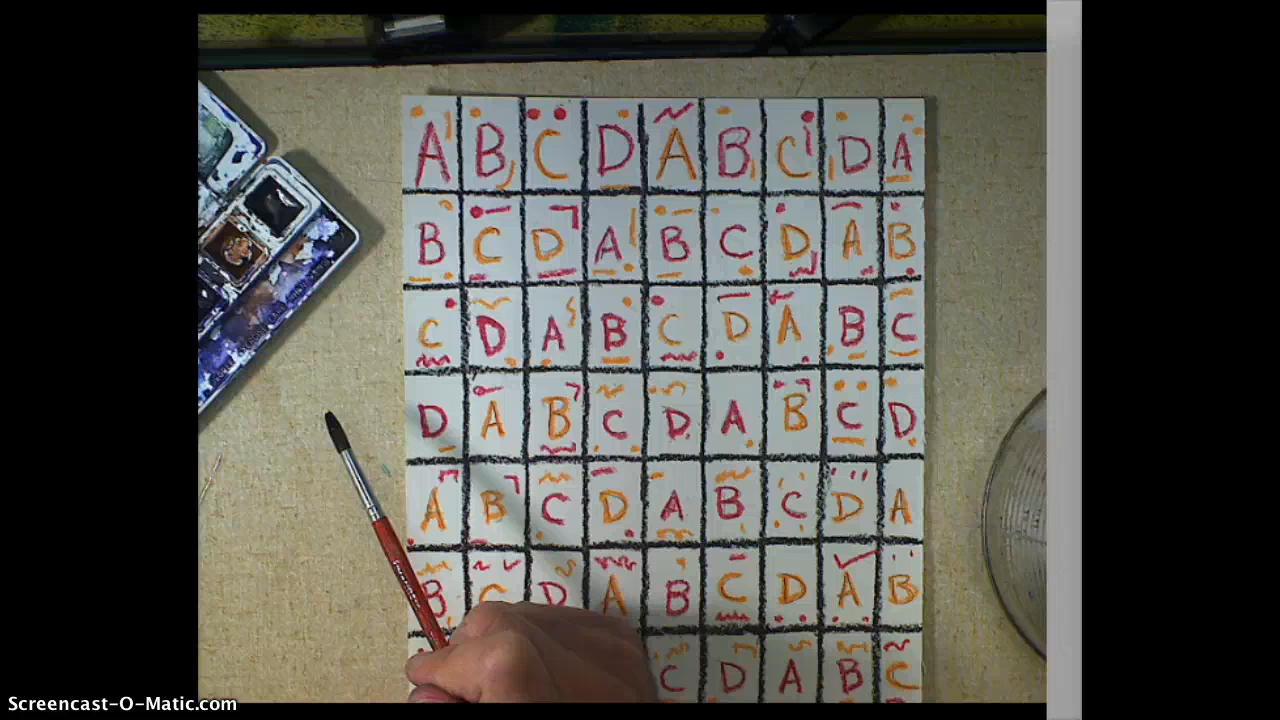 A B C D A B C D A
B C D A B C D A B
C D A B C D A B C
D A B C D A B C D
A B C D A B C D A
B C D A B C D A B
C D A B C
Screencast-O-Matic.com